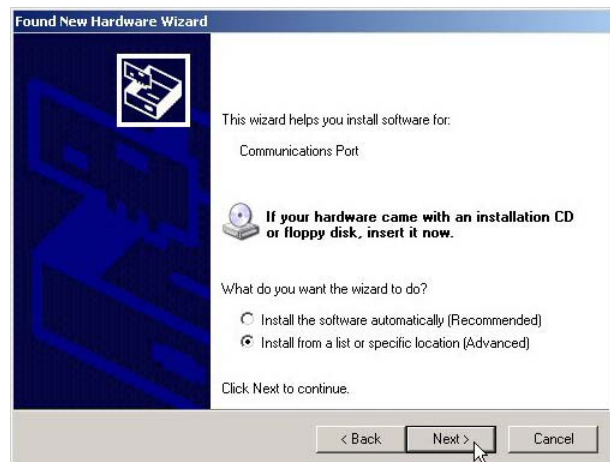 Found New Hardware Wizard
This wizard helps you install software for:
Communications Port
If your hardware came with an installation CD
or floppy disk, insert it now.
What do you want the wizard to do?
Install the software automatically (Recommended)
Install from a list or specific location (Advanced)
Click Next to continue.
< Back Next > Cancel